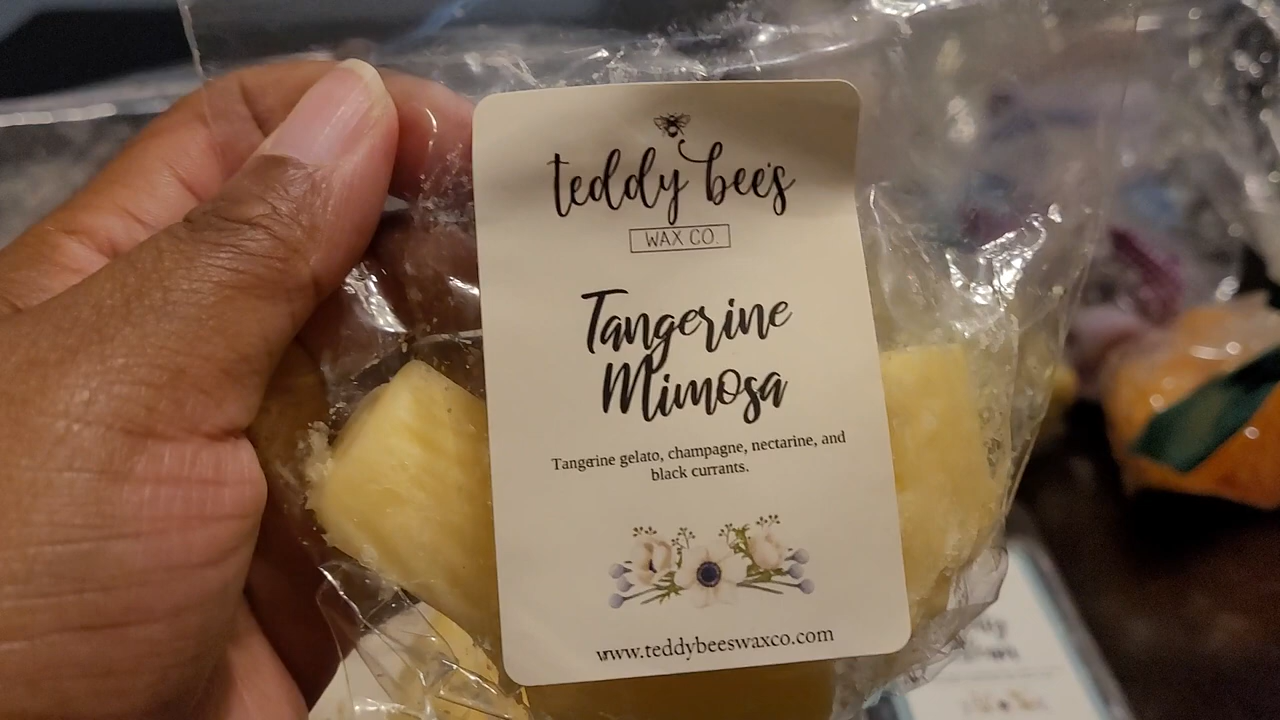 teddy bee's
WAX CO.
Tangerine
Mimosa
Tangerine gelato, champagne, nectarine, and
black currants.
www.teddybeeswaxco.com